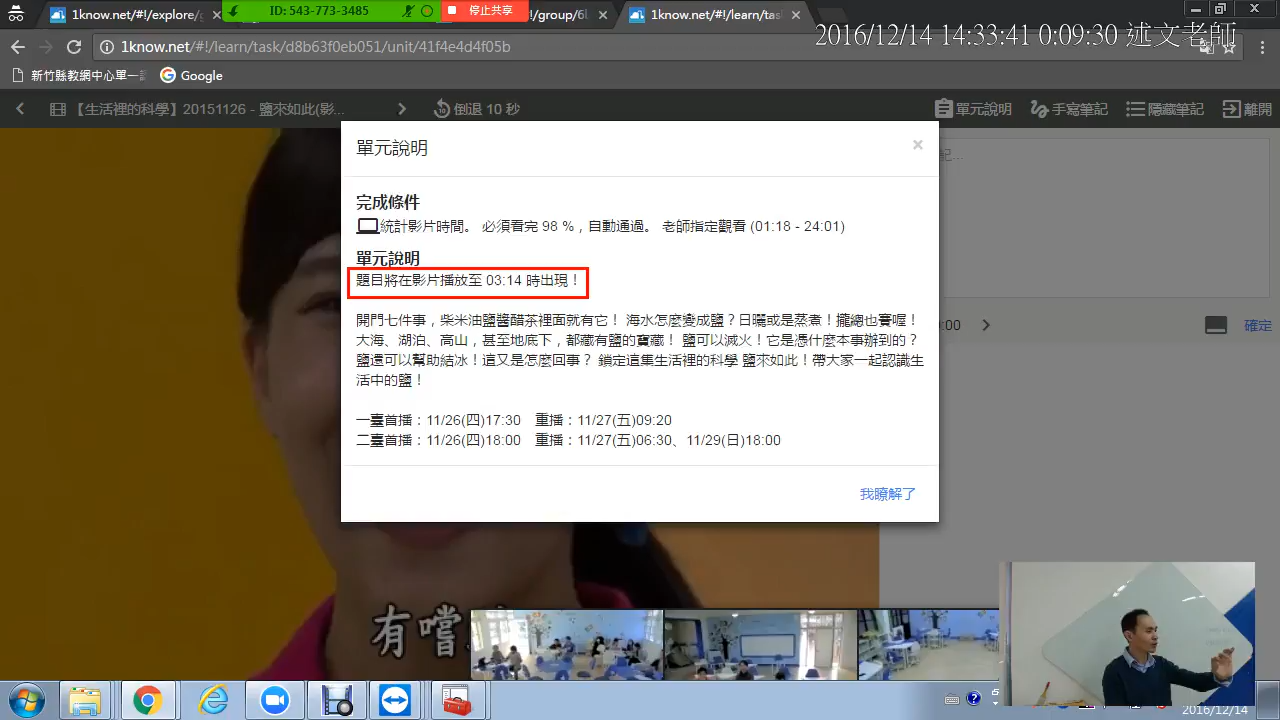 1know.net/#!/explore/g
ID: 543-773-3485
停止共享
!/group/6l
1know.net/#!/learn/tas
1know.net/#!/learn/task/d8b63f0eb051/unit/41f4e4d4f05b
2016/12/14 14:33:41 0:09:30 述文老師
新竹縣教網中心單一
Google
【生活裡的科學】20151126 - 鹽來如此(影...
倒退 10 秒
單元說明
手寫筆記
隱藏筆記
離開
單元說明
×
記...
完成條件
統計影片時間。 必須看完 98 %，自動通過。 老師指定觀看 (01:18 - 24:01)
單元說明
題目將在影片播放至 03:14 時出現！
開門七件事，柴米油鹽醬醋茶裡面就有它！ 海水怎麼變成鹽？日曬或是蒸煮！攏總也賣喔！
大海、湖泊、高山，甚至地底下，都藏有鹽的寶藏！ 鹽可以滅火！它是憑什麼本事辦到的？
鹽還可以幫助結冰！這又是怎麼回事？ 鎖定這集生活裡的科學 鹽來如此！帶大家一起認識生
活中的鹽！
:00
確定
一臺首播：11/26(四)17:30 重播：11/27(五)09:20
二臺首播：11/26(四)18:00 重播：11/27(五)06:30、11/29(日)18:00
我瞭解了
有嚐
2016/12/14